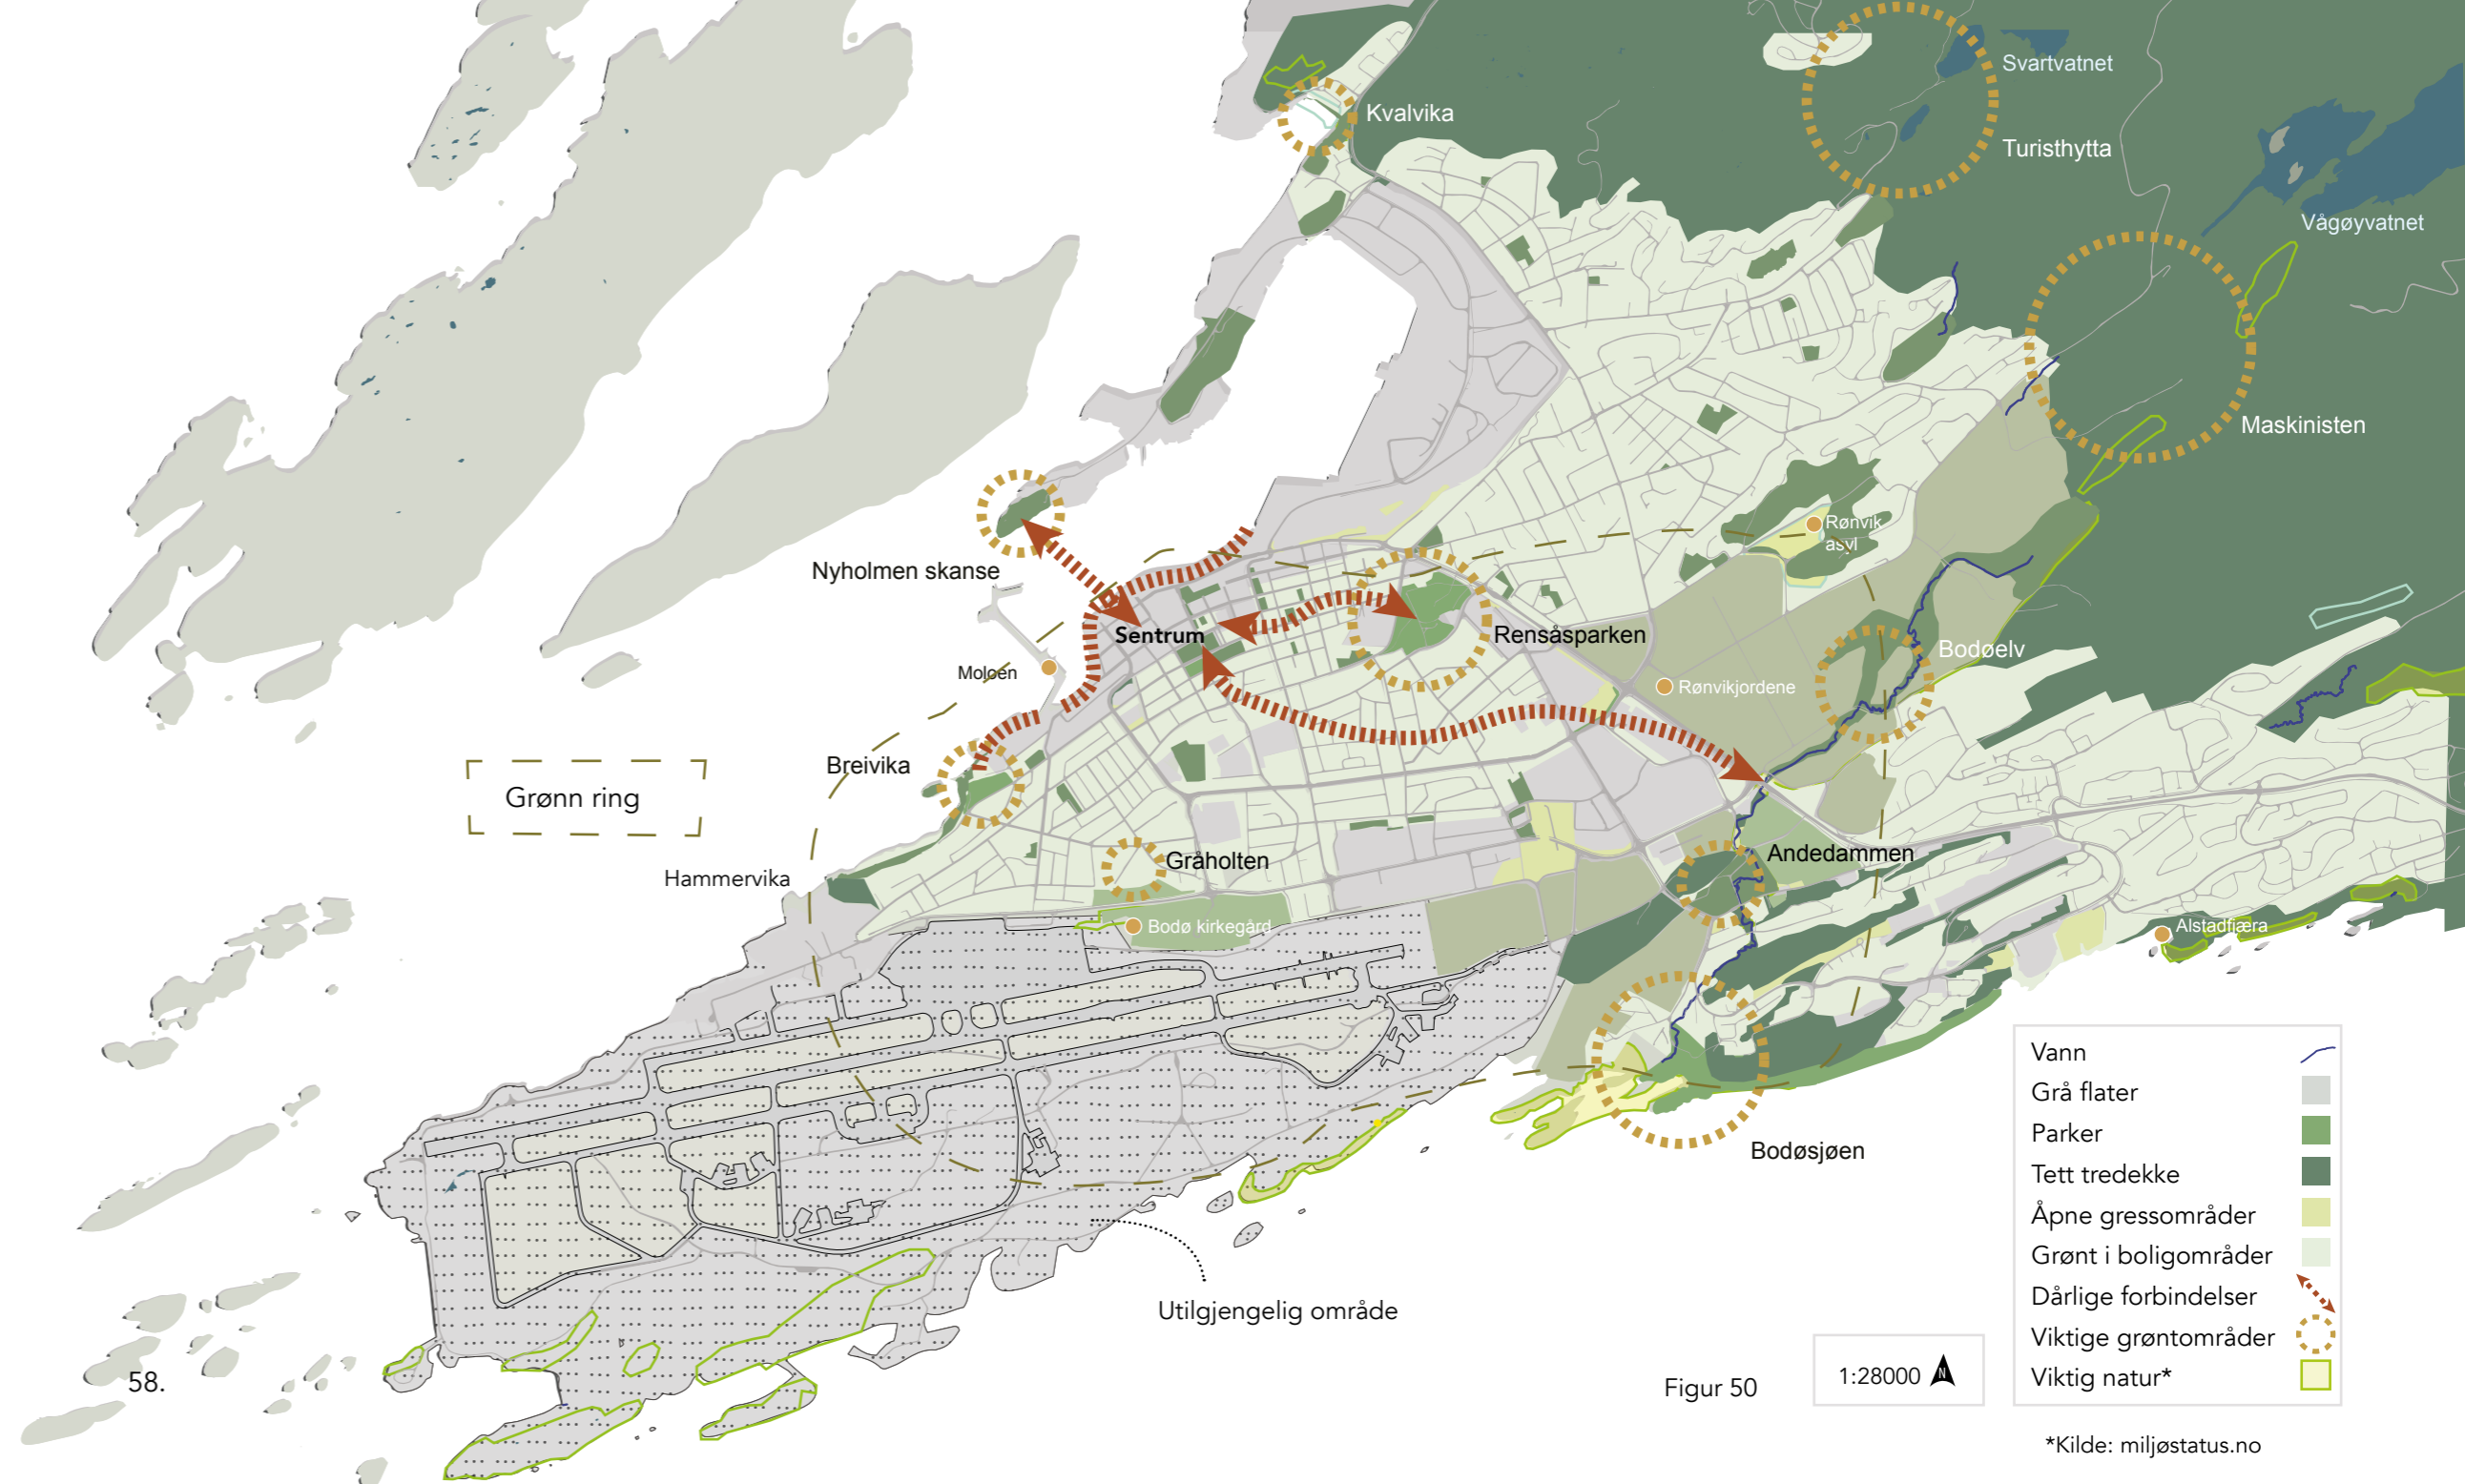 Svartvatnet
Kvalvika
Turisthytta
Vågøyvatnet
Maskinisten
Rønvik
asyl
Nyholmen skanse
Sentrum
Rensåsparken
Bodøelv
Moloen
Rønvikjordene
Breivika
Grønn ring
Gråholten
Andedammen
Hammervika
Bodø kirkegård
Alstadfjæra
Bodøsjøen
Utilgjengelig område
Vann
Grå flater
Parker
Tett tredekke
Åpne gressområder
Grønt i boligområder
Dårlige forbindelser
Viktige grøntområder
Viktig natur*
58.
Figur 50
1:28000
N
*Kilde: miljøstatus.no